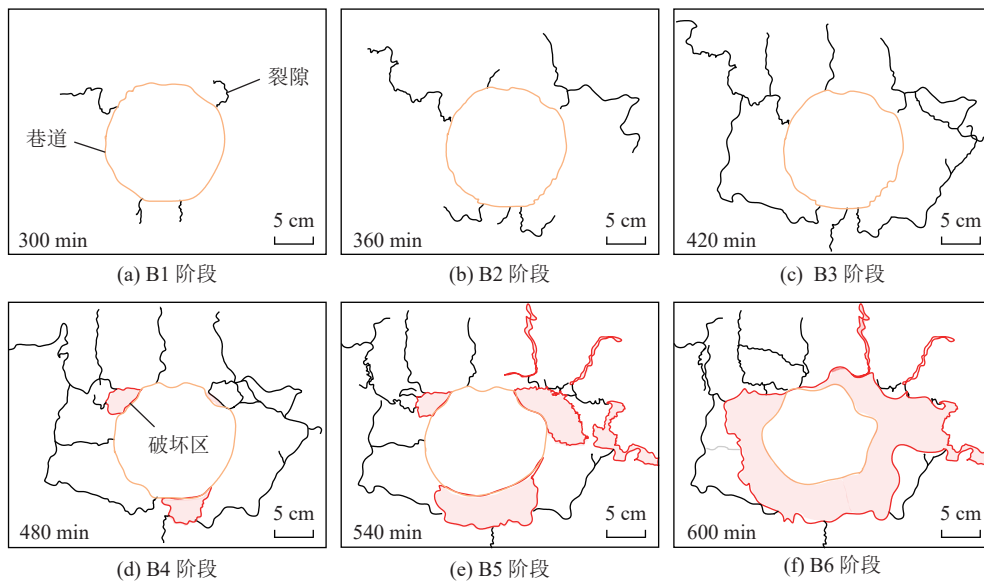 裂隙
巷道
300 min
5 cm
(a) B1 阶段
360 min
5 cm
(b) B2 阶段
420 min
5 cm
(c) B3 阶段
破坏区
480 min
5 cm
(d) B4 阶段
540 min
5 cm
(e) B5 阶段
600 min
5 cm
(f) B6 阶段